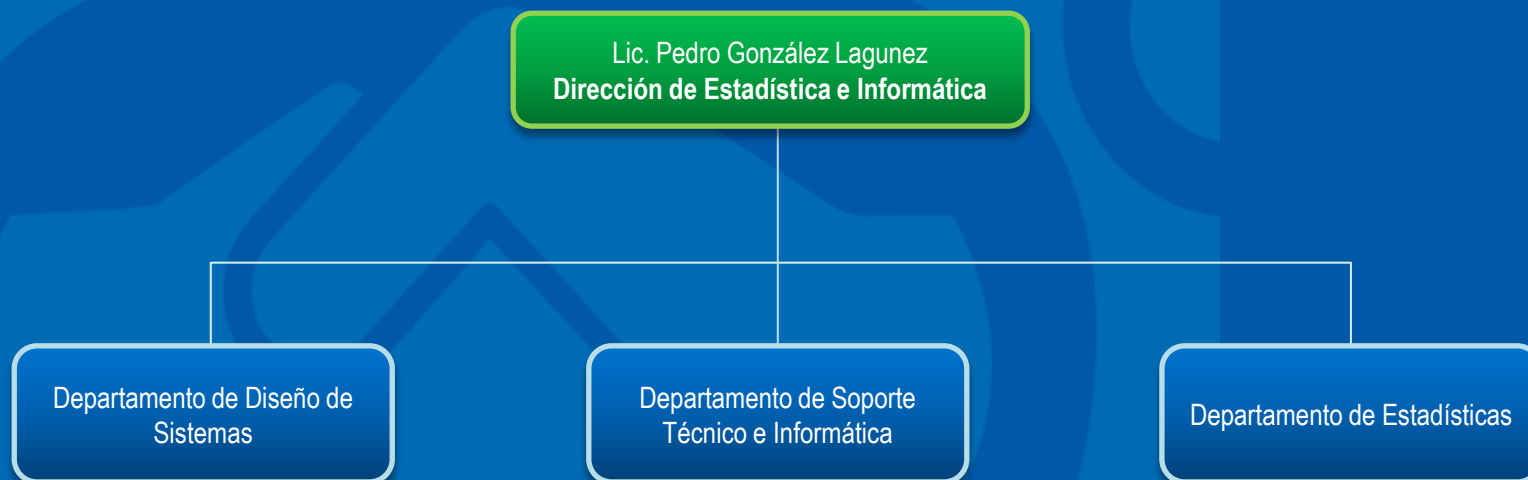 Lic. Pedro González Lagunez
Dirección de Estadística e Informática
Departamento de Diseño de
Sistemas
Departamento de Soporte
Técnico e Informática
Departamento de Estadísticas